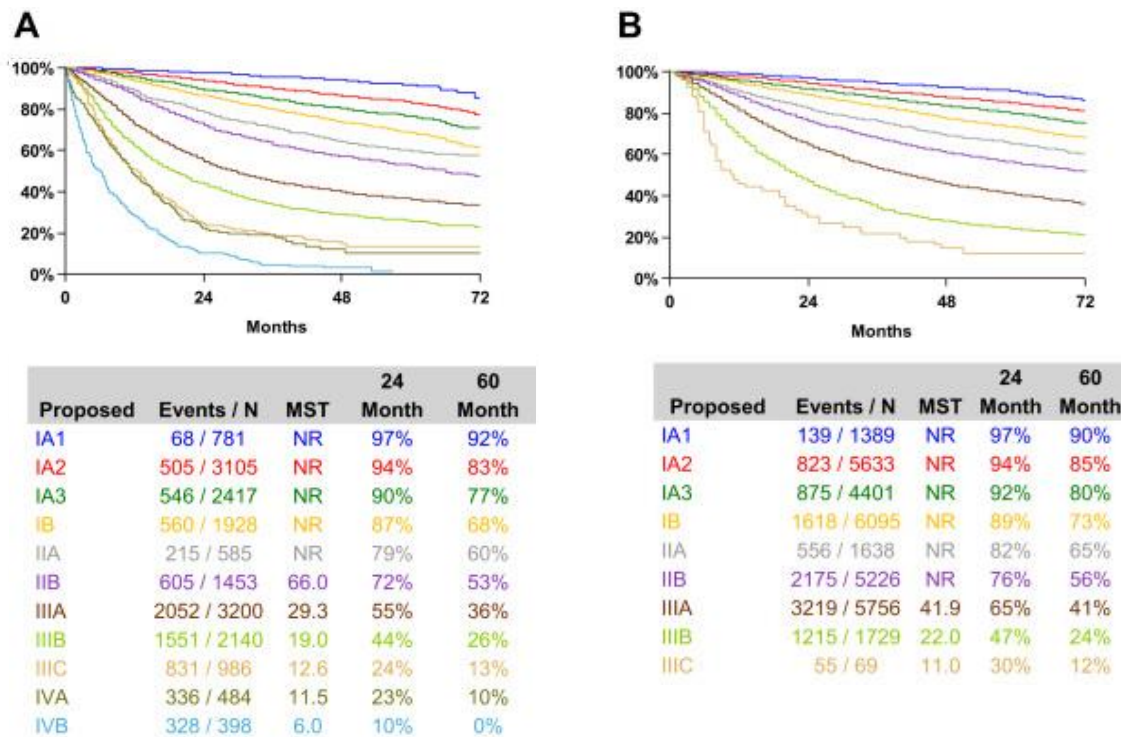 A
100%
80%
60%
40%
20%
0%
0 24 48 72
Months
24 60
Proposed Events / N MST Month Month
IA1 68 / 781 NR 97% 92%
IA2 505 / 3105 NR 94% 83%
IA3 546 / 2417 NR 90% 77%
IB 560 / 1928 NR 87% 68%
IIA 215 / 585 NR 79% 60%
IIB 605 / 1453 66.0 72% 53%
IIIA 2052 / 3200 29.3 55% 36%
IIIB 1551 / 2140 19.0 44% 26%
IIIC 831 / 986 12.6 24% 13%
IVA 336 / 484 11.5 23% 10%
IVB 328 / 398 6.0 10% 0%
B
100%
80%
60%
40%
20%
0%
0 24 48 72
Months
24 60
Proposed Events / N MST Month Month
IA1 139 / 1389 NR 97% 90%
IA2 823 / 5633 NR 94% 85%
IA3 875 / 4401 NR 92% 80%
IB 1618 / 6095 NR 89% 73%
IIA 556 / 1638 NR 82% 65%
IIB 2175 / 5226 NR 76% 56%
IIIA 3219 / 5756 41.9 65% 41%
IIIB 1215 / 1729 22.0 47% 24%
IIIC 55 / 69 11.0 30% 12%